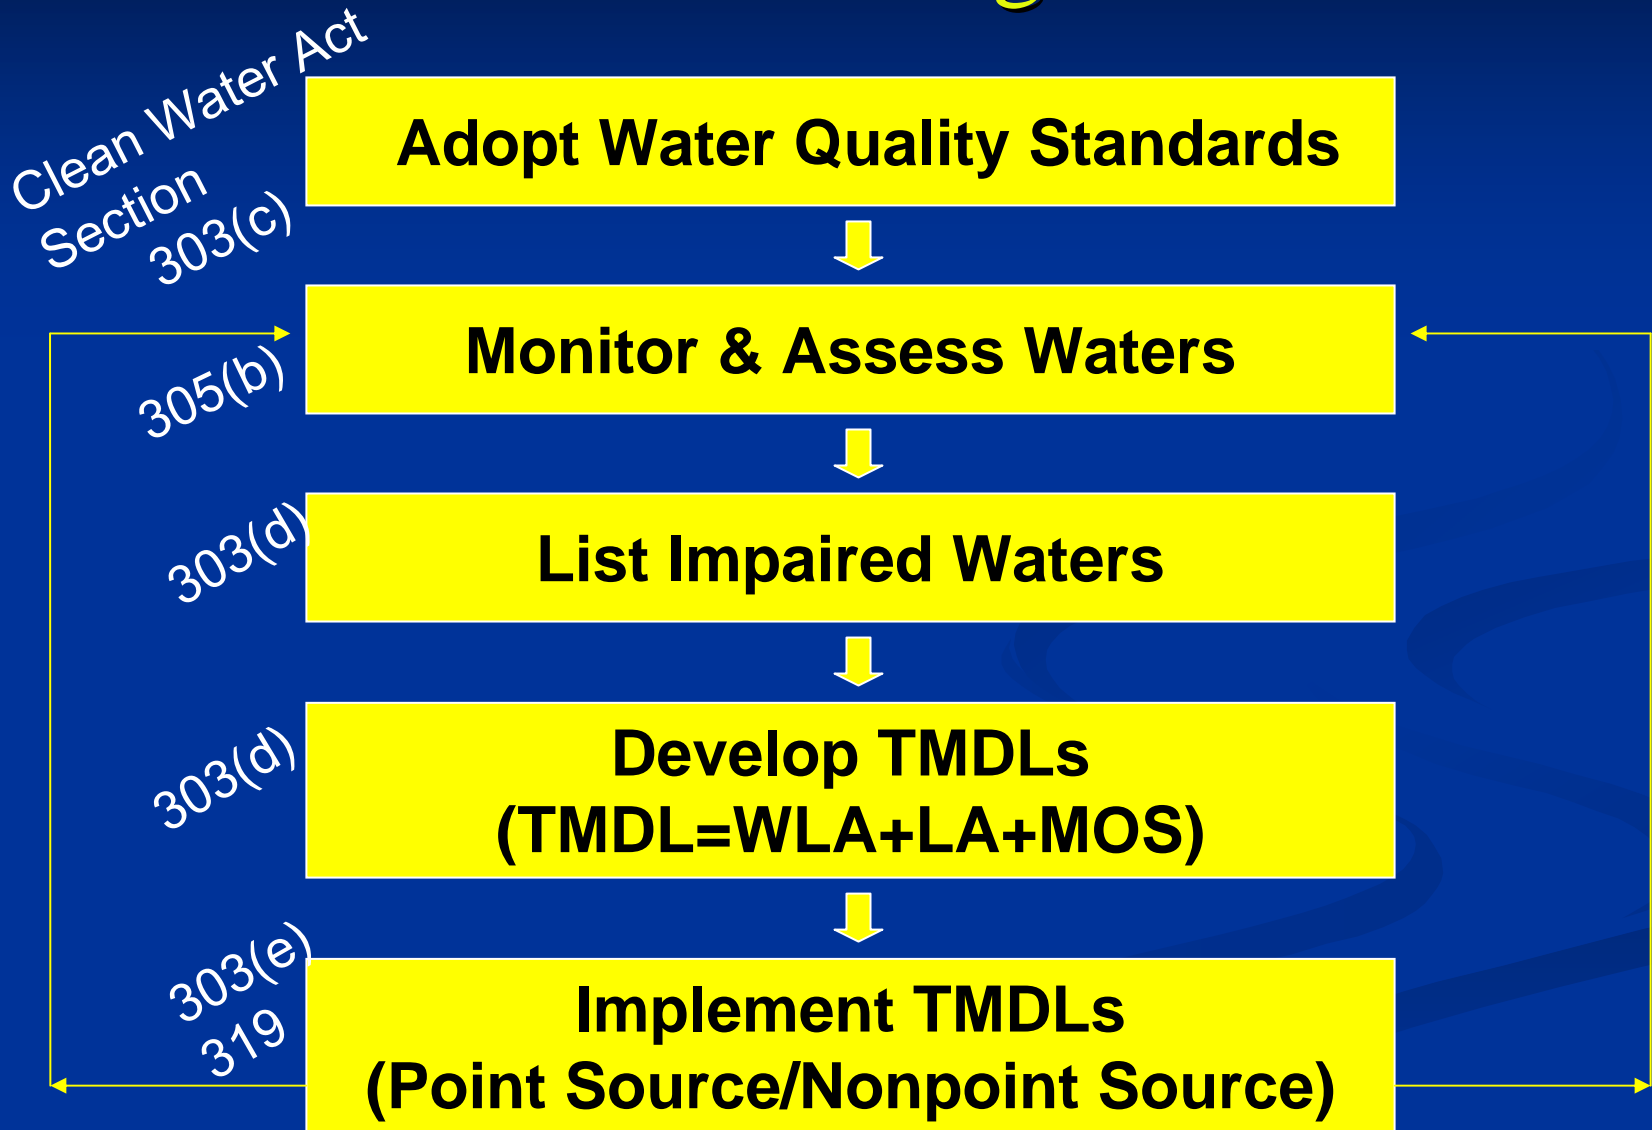 Clean Water Act
Section
303(c)
Adopt Water Quality Standards
305(b)
Monitor & Assess Waters
303(d)
List Impaired Waters
303(d)
Develop TMDLs
(TMDL=WLA+LA+MOS)
303(e)
319
Implement TMDLs
(Point Source/Nonpoint Source)